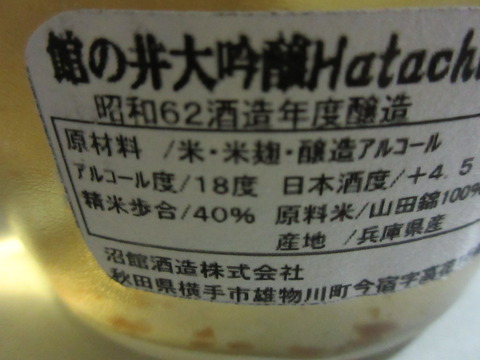 館の井大吟醸Hatach
昭和62酒造年度醸造
原材料 /米・米麹・醸造アルコール
アルコール度/18度 日本酒度/+4.5
精米歩合/40% 原料米/山田錦100%
産地 /兵庫県産
沼館酒造株式会社
秋田県横手市雄物川町今宿字高花